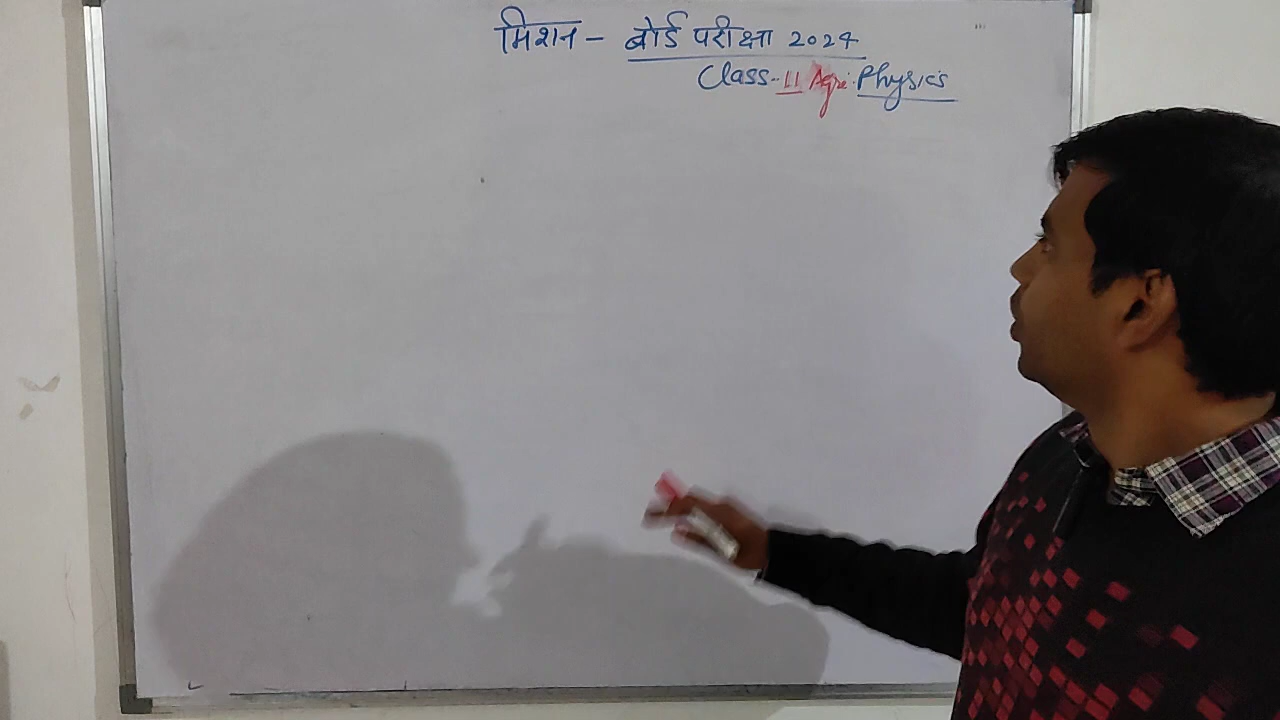 मिशन - बोर्ड परीक्षा 2024
Class-11 Agri. Physics